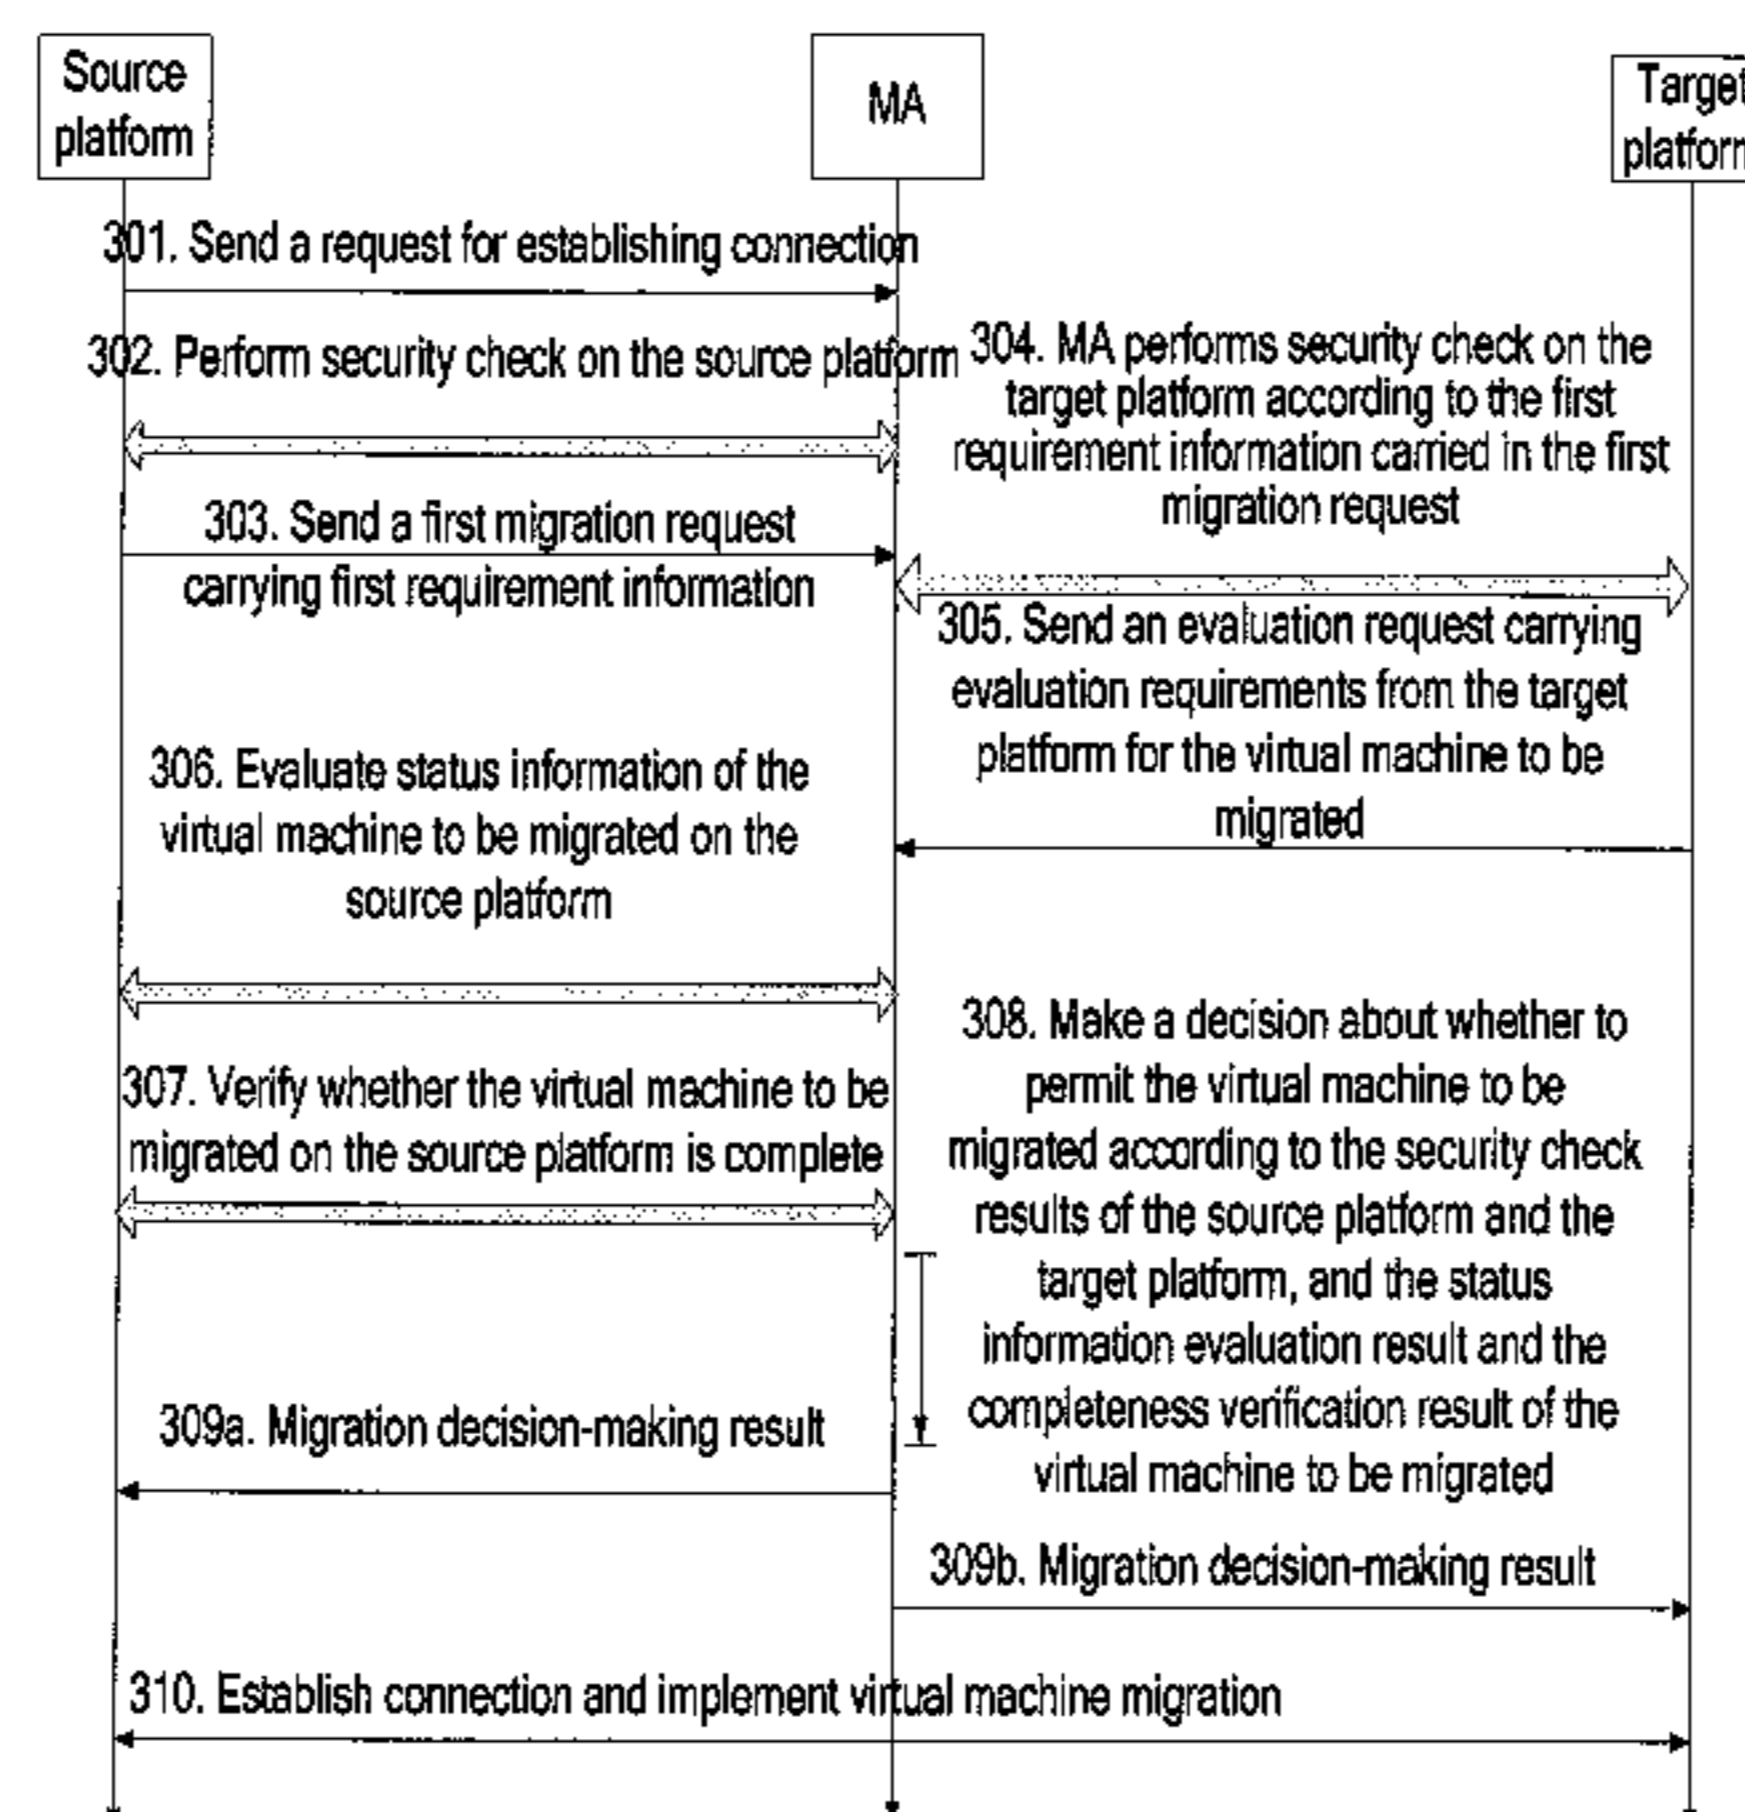 Source
platform
MA
Target
platform
301. Send a request for establishing connection
302. Perform security check on the source platform
304. MA performs security check on the
target platform according to the first
requirement information carried in the first
migration request
303. Send a first migration request
carrying first requirement information
305. Send an evaluation request carrying
evaluation requirements from the target
platform for the virtual machine to be
migrated
306. Evaluate status information of the
virtual machine to be migrated on the
source platform
307. Verify whether the virtual machine to be
migrated on the source platform is complete
308. Make a decision about whether to
permit the virtual machine to be
migrated according to the security check
results of the source platform and the
target platform, and the status
information evaluation result and the
completeness verification result of the
virtual machine to be migrated
309a. Migration decision-making result
309b. Migration decision-making result
310. Establish connection and implement virtual machine migration